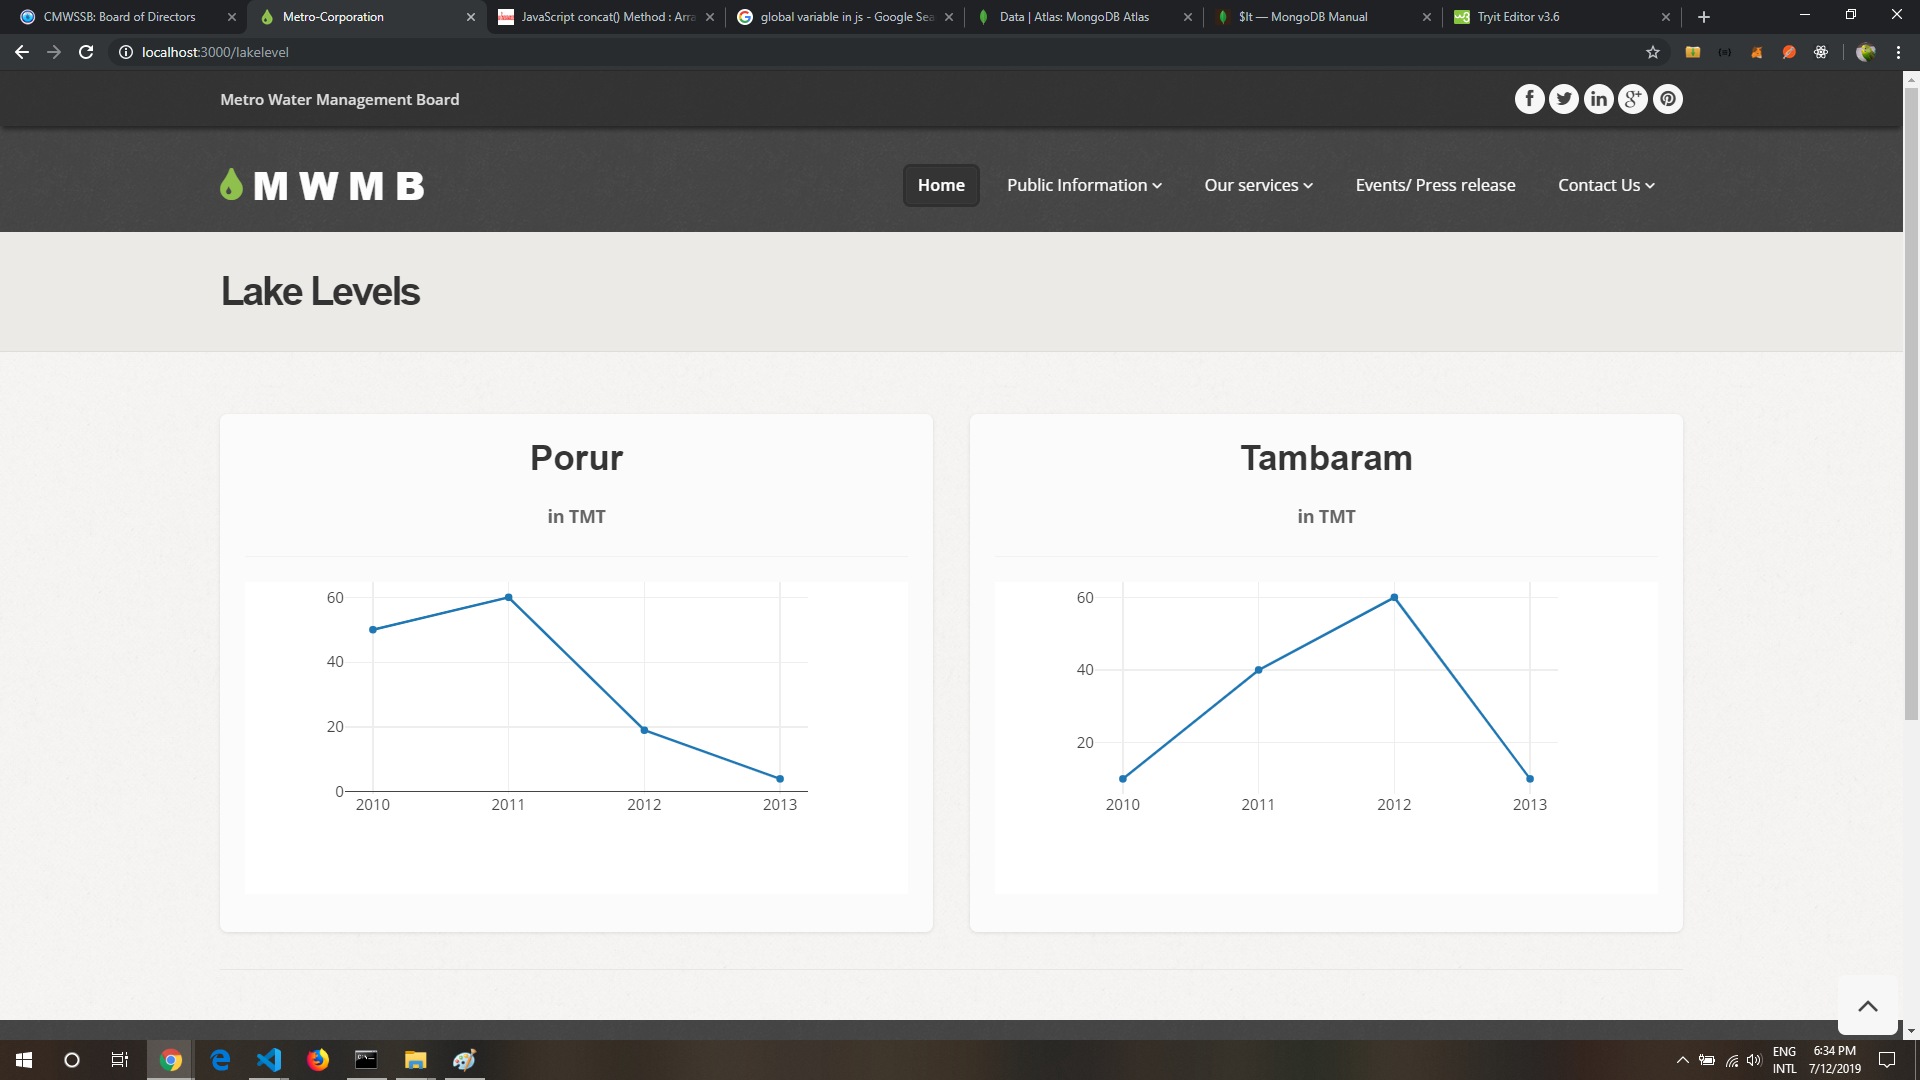 CMWSSB: Board of Directors
Metro-Corporation
JavaScript concat() Method : Arra
global variable in js - Google Sea
Data | Atlas: MongoDB Atlas
$lt — MongoDB Manual
Tryit Editor v3.6
localhost:3000/lakelevel
Metro Water Management Board
M W M B
Home
Public Information
Our services
Events/ Press release
Contact Us
Lake Levels
Porur
in TMT
60
40
20
0
2010 2011 2012 2013
Tambaram
in TMT
60
40
20
2010 2011 2012 2013
ENG
INTL
6:34 PM
7/12/2019